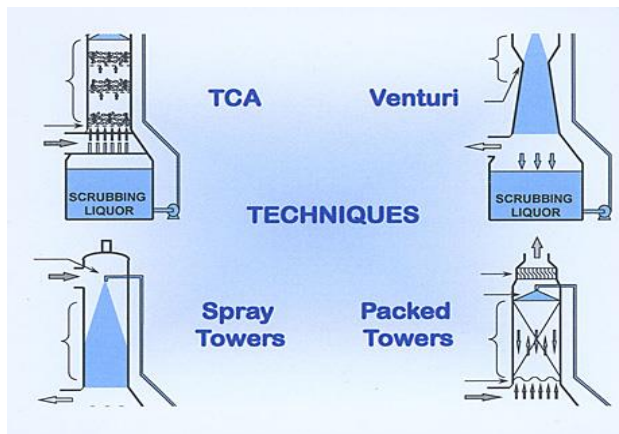 TCA
Venturi
SCRUBBING
LIQUOR
SCRUBBING
LIQUOR
TECHNIQUES
Spray
Towers
Packed
Towers